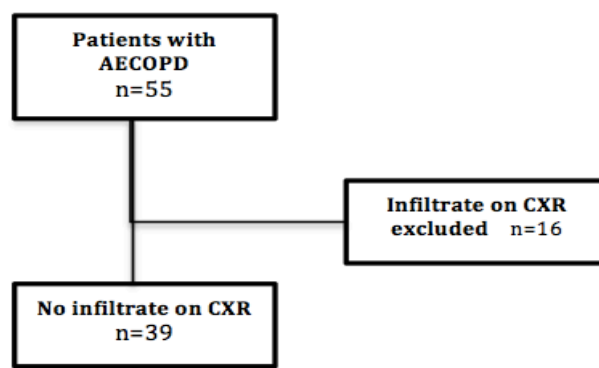 Patients with
AECOPD
n=55
Infiltrate on CXR
excluded n=16
No infiltrate on CXR
n=39